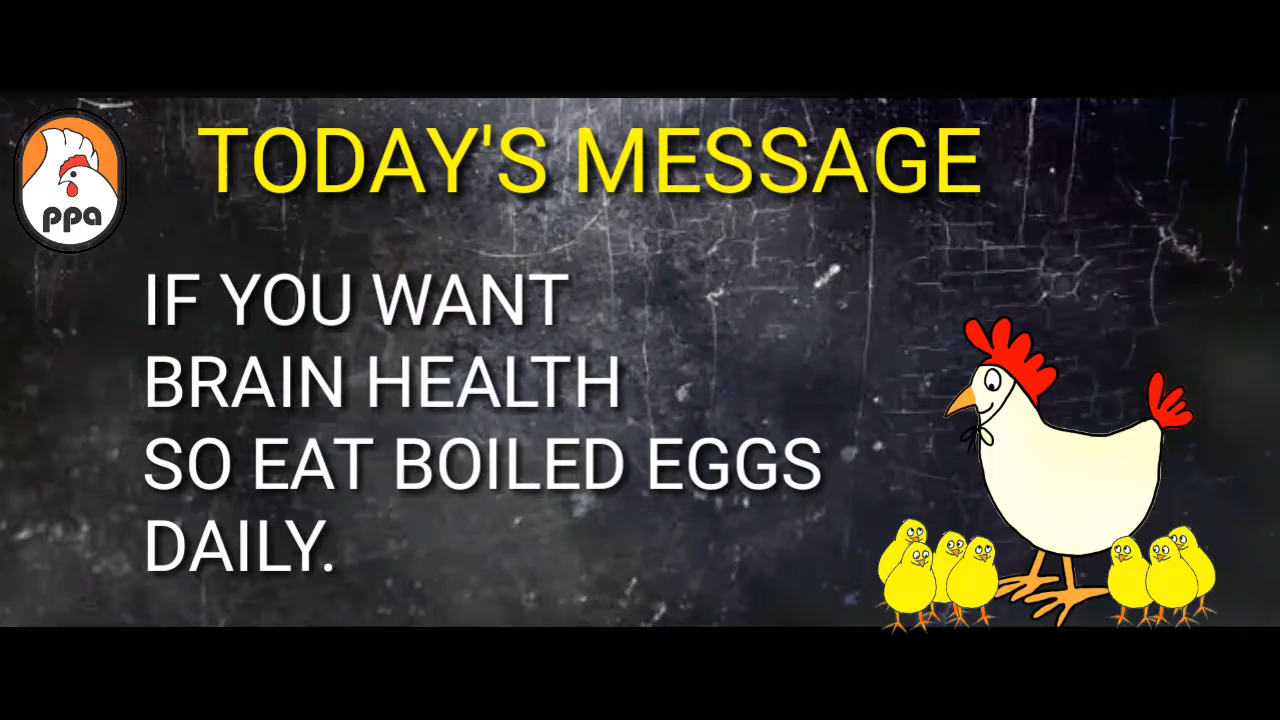 TODAY'S MESSAGE
ppa
IF YOU WANT
BRAIN HEALTH
SO EAT BOILED EGGS
DAILY.